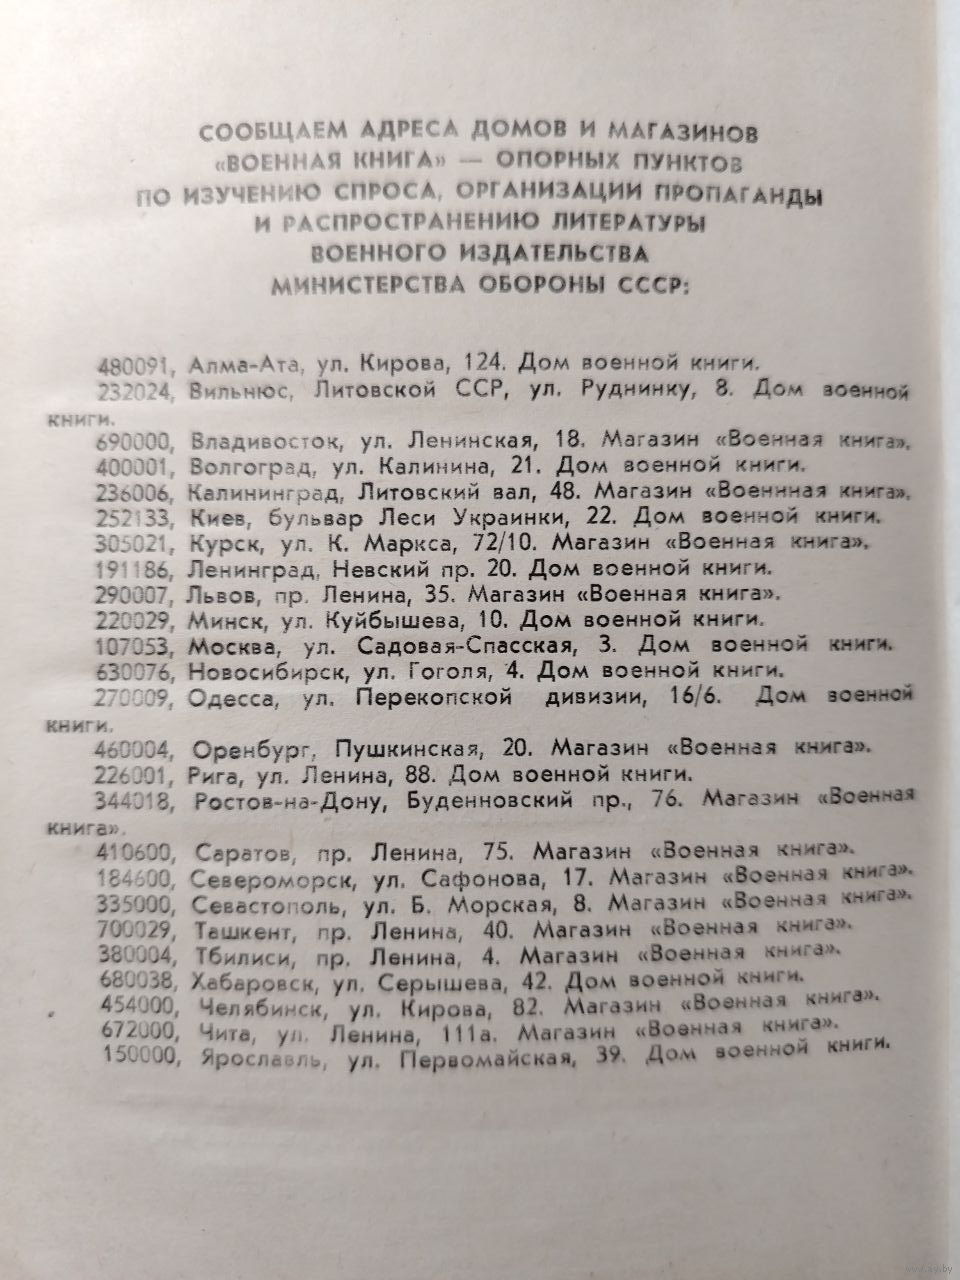 СООБЩАЕМ АДРЕСА ДОМОВ И МАГАЗИНОВ
«ВОЕННАЯ КНИГА» — ОПОРНЫХ ПУНКТОВ
ПО ИЗУЧЕНИЮ СПРОСА, ОРГАНИЗАЦИИ ПРОПАГАНДЫ
И РАСПРОСТРАНЕНИЮ ЛИТЕРАТУРЫ
ВОЕННОГО ИЗДАТЕЛЬСТВА
МИНИСТЕРСТВА ОБОРОНЫ СССР:
480091, Алма-Ата, ул. Кирова, 124. Дом военной книги.
232024, Вильнюс, Литовской ССР, ул. Руднинку, 8. Дом военной
книги.
690000, Владивосток, ул. Ленинская, 18. Магазин «Военная книга».
400001, Волгоград, ул. Калинина, 21. Дом военной книги.
236006, Калининград, Литовский вал, 48. Магазин «Воениная книга».
252133, Киев, бульвар Леси Украинки, 22. Дом военной книги.
305021, Курск, ул. К. Маркса, 72/10. Магазин «Военная книга».
191186, Ленинград, Невский пр. 20. Дом военной книги.
290007, Львов, пр. Ленина, 35. Магазин «Военная книга».
220029, Минск, ул. Куйбышева, 10. Дом военной книги.
107053, Москва, ул. Садовая-Спасская, 3. Дом военной книги.
630076, Новосибирск, ул. Гоголя, 4. Дом военной книги.
270009, Одесса, ул. Перекопской дивизии, 16/6. Дом военной
книги.
460004, Оренбург, Пушкинская, 20. Магазин «Военная книга».
226001, Рига, ул. Ленина, 88. Дом военной книги.
344018, Ростов-на-Дону, Буденновский пр., 76. Магазин «Военная
книга».
410600, Саратов, пр. Ленина, 75. Магазин «Военная книга».
184600, Североморск, ул. Сафонова, 17. Магазин «Военная книга».
335000, Севастополь, ул. Б. Морская, 8. Магазин «Военная книга».
700029, Ташкент, пр. Ленина, 40. Магазин «Военная книга».
380004, Тбилиси, пр. Ленина, 4. Магазин «Военная книга».
680038, Хабаровск, ул. Серышева, 42. Дом военной книги.
454000, Челябинск, ул. Кирова, 82. Магазин «Военная книга».
672000, Чита, ул. Ленина, 111а. Магазин «Военная книга».
150000, Ярославль, ул. Первомайская, 39. Дом военной книги.